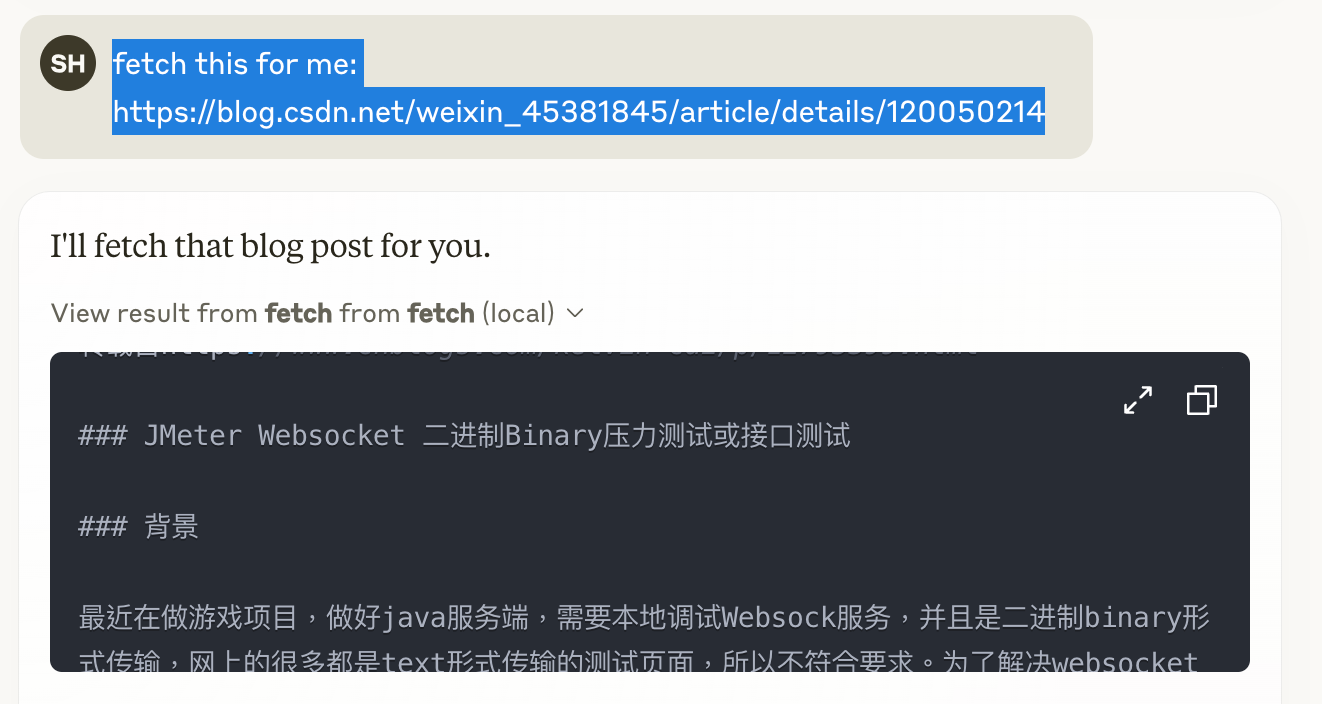 SH
fetch this for me:
https://blog.csdn.net/weixin_45381845/article/details/120050214
I'll fetch that blog post for you.
View result from fetch from fetch (local)
### JMeter Websocket 二进制Binary压力测试或接口测试
### 背景
最近在做游戏项目，做好java服务端，需要本地调试Websock服务，并且是二进制binary形
式传输，网上的很多都是text形式传输的测试页面，所以不符合要求。为了解决websocket